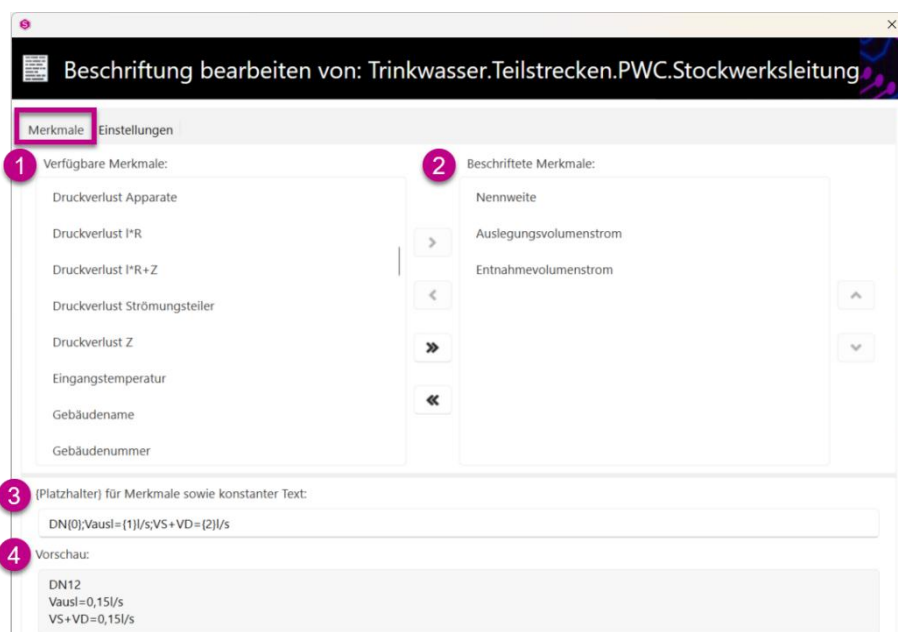 S
Beschriftung bearbeiten von: Trinkwasser.Teilstrecken.PWC.Stockwerksleitung
Merkmale Einstellungen
1 Verfügbare Merkmale:
Druckverlust Apparate
Druckverlust l*R
Druckverlust l*R+Z
Druckverlust Strömungsteiler
Druckverlust Z
Eingangstemperatur
Gebäudename
Gebäudenummer
2 Beschriftete Merkmale:
Nennweite
Auslegungsvolumenstrom
Entnahmevolumenstrom
3 {Platzhalter} für Merkmale sowie konstanter Text:
DN{0};Vausl={1}l/s;VS+VD={2}l/s
4 Vorschau:
DN12
Vausl=0,15l/s
VS+VD=0,15l/s